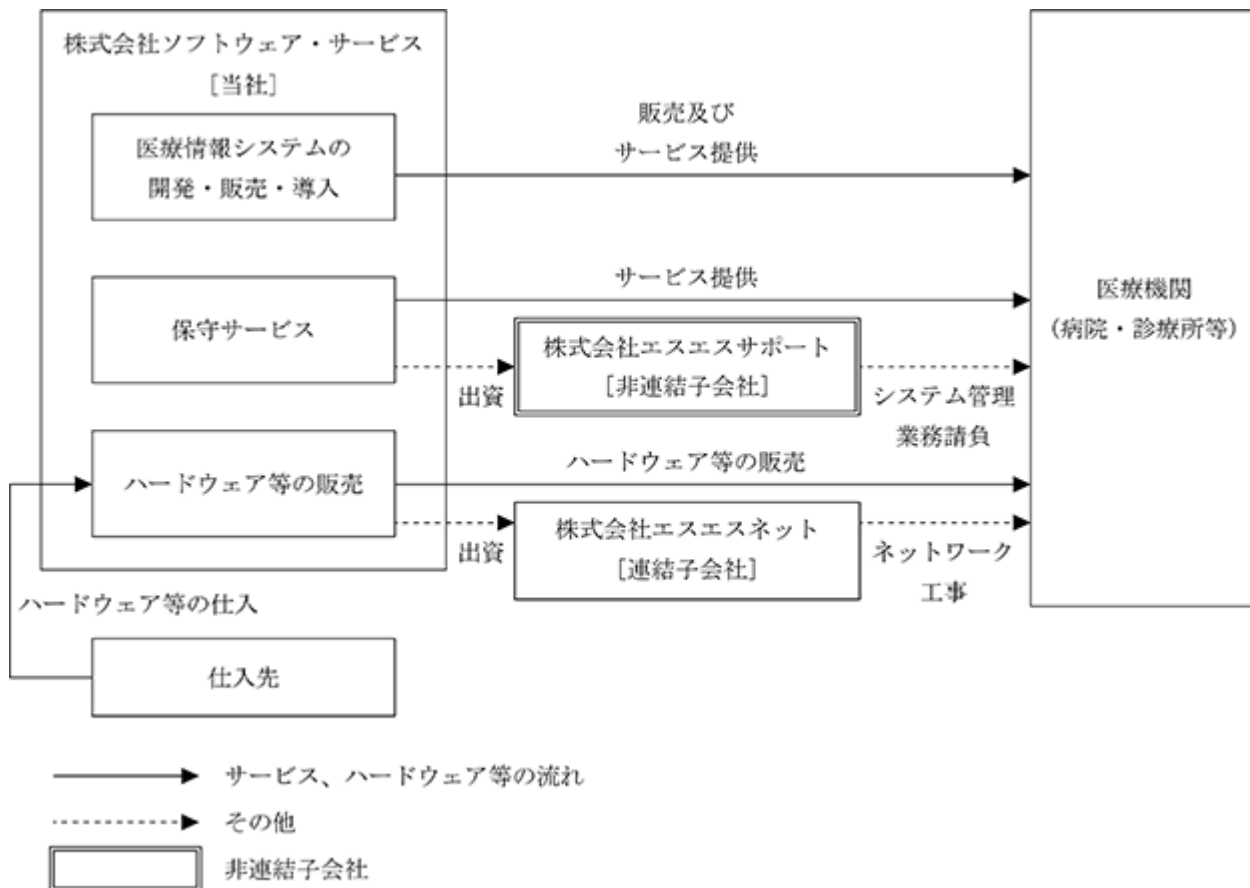 株式会社ソフトウェア・サービス
[当社]
医療情報システムの
開発・販売・導入
販売及び
サービス提供
保守サービス
サービス提供
医療機関
(病院・診療所等)
出資
株式会社エスエスサポート
[非連結子会社]
システム管理
業務請負
ハードウェア等の販売
ハードウェア等の販売
出資
株式会社エスエスネット
[連結子会社]
ネットワーク
工事
ハードウェア等の仕入
仕入先
サービス、ハードウェア等の流れ
その他
非連結子会社